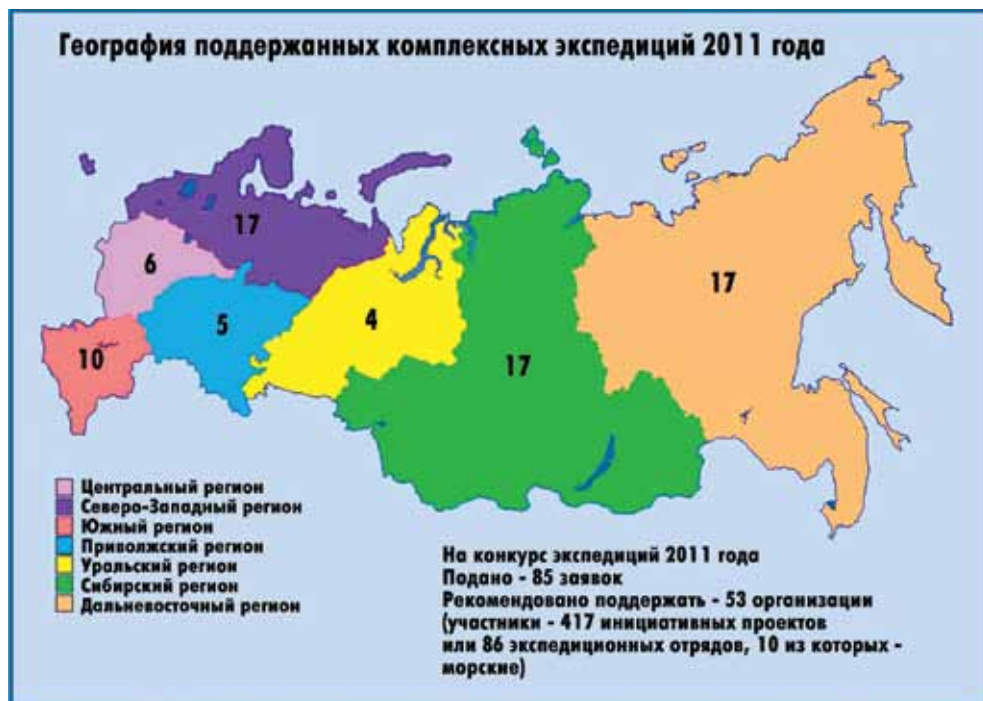 География поддержанных комплексных экспедиций 2011 года
17
6
17
5
4
10
17
Центральный регион
Северо-Западный регион
Южный регион
Приволжский регион
Уральский регион
Сибирский регион
Дальневосточный регион
На конкурс экспедиций 2011 года
Подано - 85 заявок
Рекомендовано поддержать - 53 организации
(участники - 417 инициативных проектов
или 86 экспедиционных отрядов, 10 из которых -
морские)